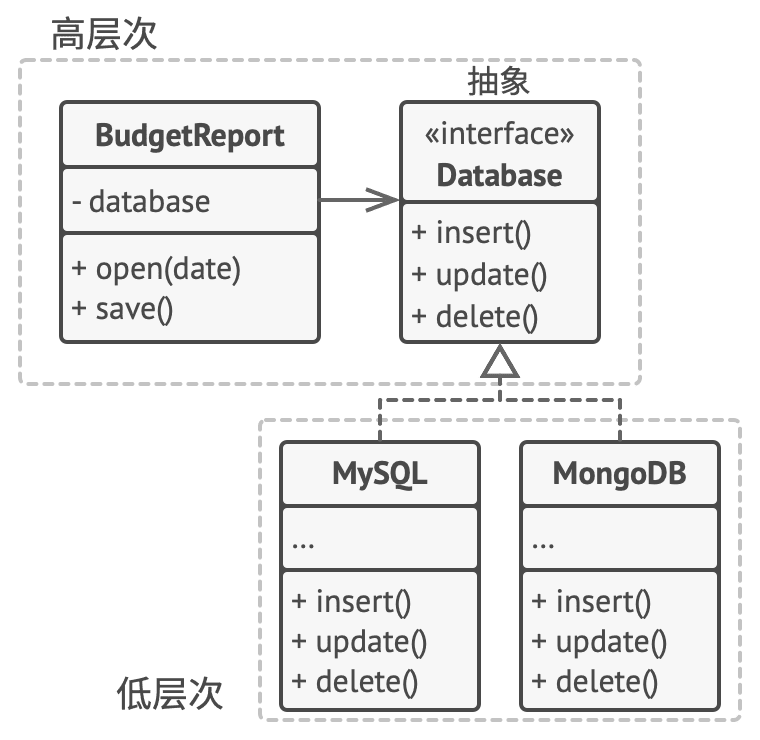 高层次
抽象
BudgetReport
- database
+ open(date)
+ save()
«interface»
Database
+ insert()
+ update()
+ delete()
MySQL
...
+ insert()
+ update()
+ delete()
MongoDB
...
+ insert()
+ update()
+ delete()
低层次